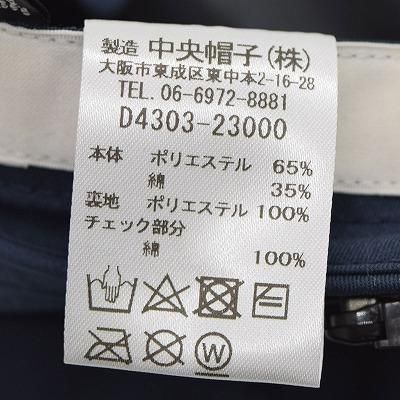 製造 中央帽子(株)
大阪市東成区東中本2-16-28
TEL. 06-6972-8881
D4303-23000
本体 ポリエステル 65%
綿 35%
裏地 ポリエステル 100%
チェック部分
綿 100%
W